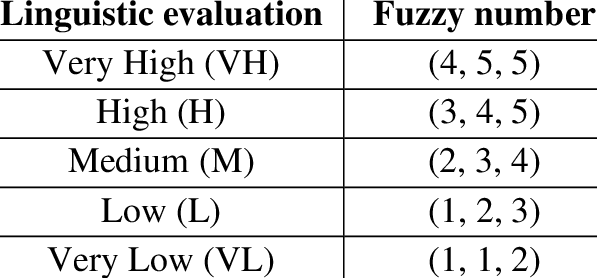 Linguistic evaluation Fuzzy number
Very High (VH) (4, 5, 5)
High (H) (3, 4, 5)
Medium (M) (2, 3, 4)
Low (L) (1, 2, 3)
Very Low (VL) (1, 1, 2)